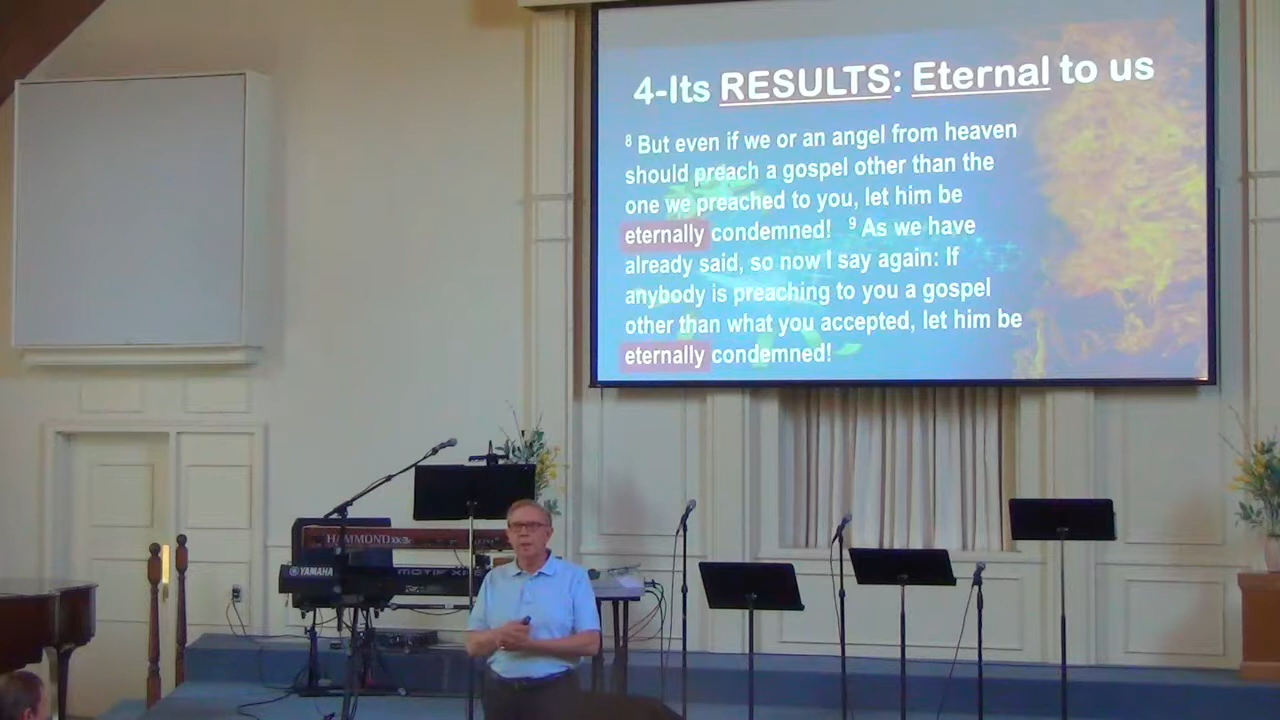 4-Its RESULTS: Eternal to us
8 But even if we or an angel from heaven
should preach a gospel other than the
one we preached to you, let him be
eternally condemned! 9 As we have
already said, so now I say again: If
anybody is preaching to you a gospel
other than what you accepted, let him be
eternally condemned!
HAMMOND
YAMAHA MOTIF